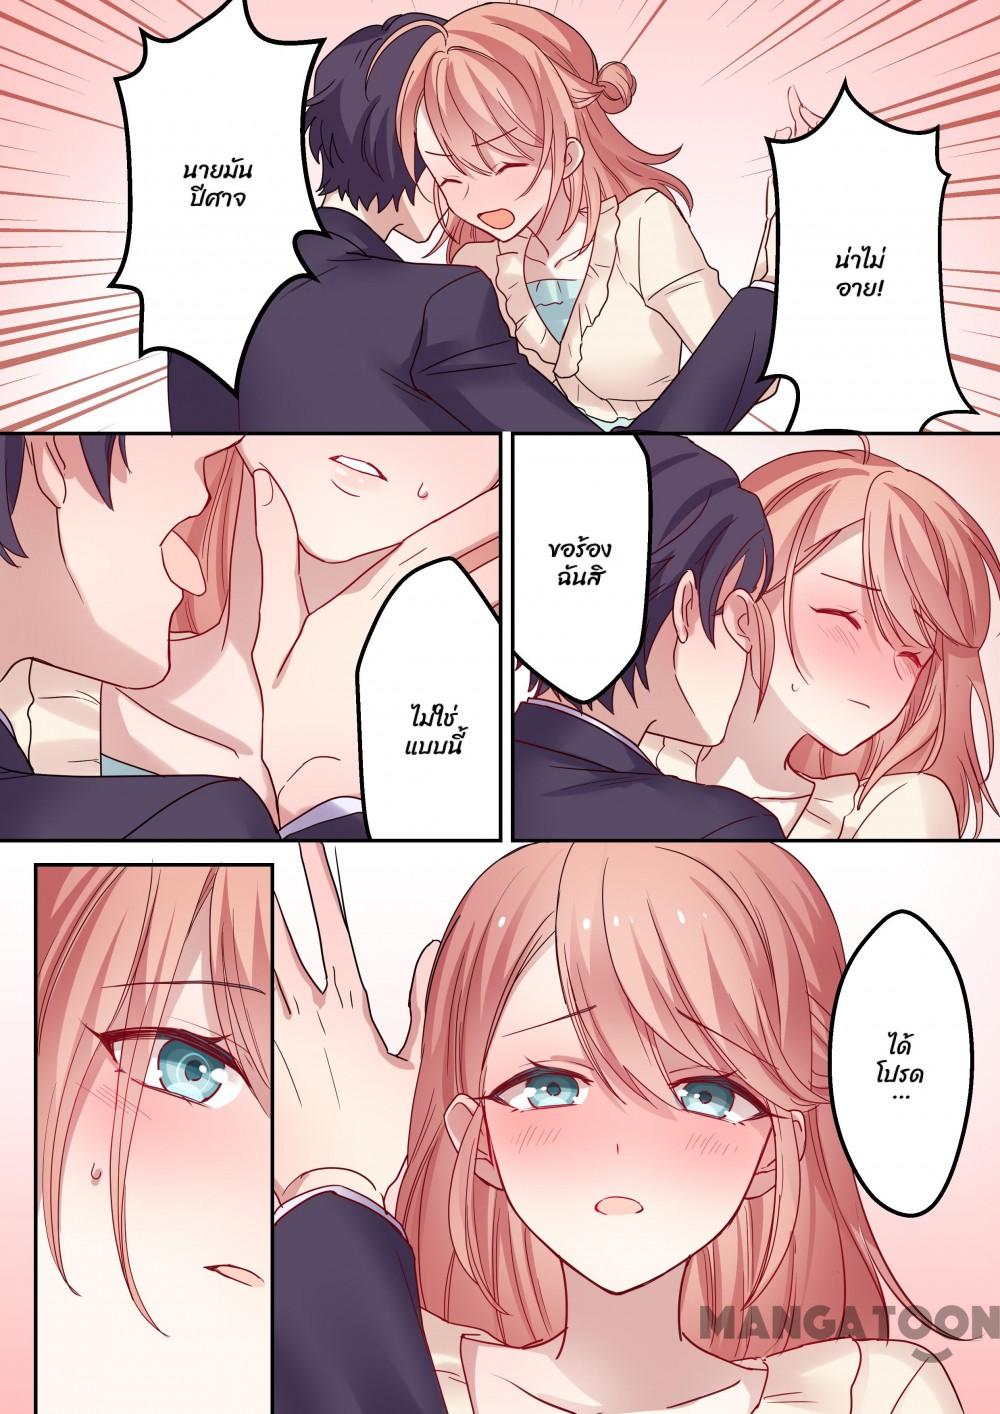 นายมัน
ปีศาจ
น่าไม่
อาย!
ไม่ใช่
แบบนี้
ขอร้อง
ฉันสิ
ได้
โปรด
...
MANGATOON